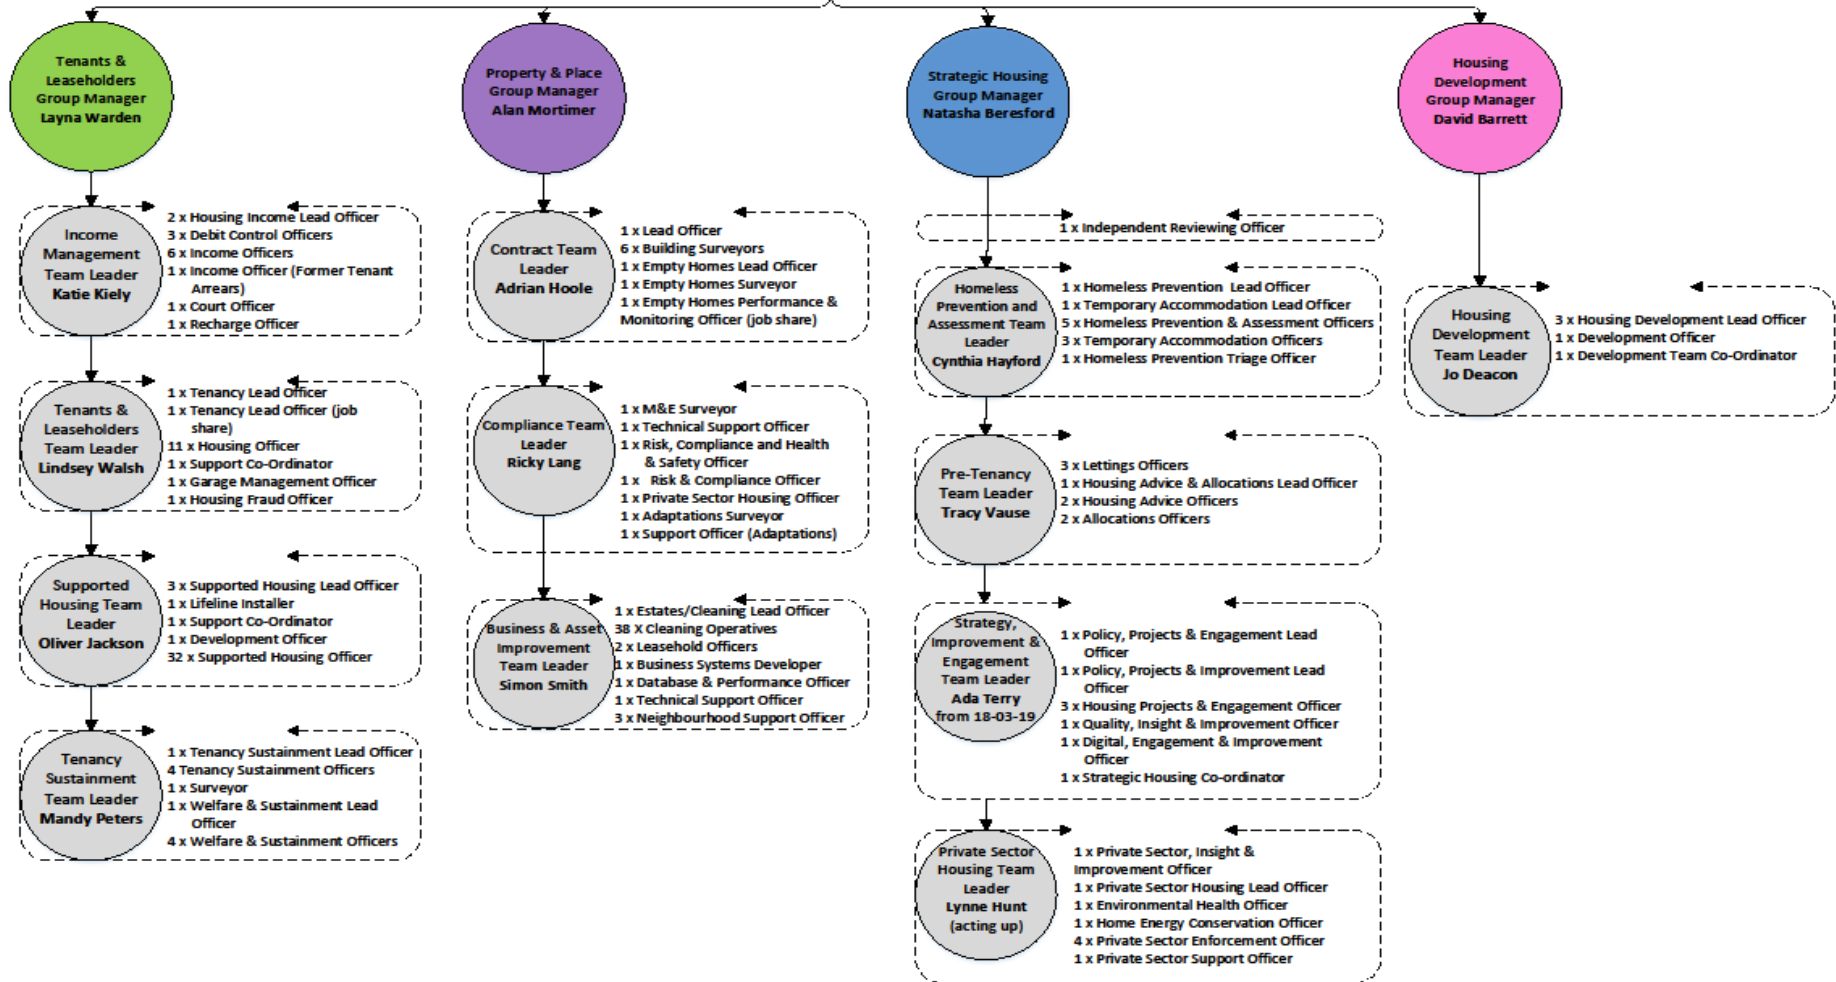 Tenants &
Leaseholders
Group Manager
Layna Warden
Income
Management
Team Leader
Katie Kiely
2 x Housing Income Lead Officer
3 x Debit Control Officers
6 x Income Officers
1 x Income Officer (Former Tenant
Arrears)
1 x Court Officer
1 x Recharge Officer
Tenants &
Leaseholders
Team Leader
Lindsey Walsh
1 x Tenancy Lead Officer
1 x Tenancy Lead Officer (job
share)
11 x Housing Officer
1 x Support Co-Ordinator
1 x Garage Management Officer
1 x Housing Fraud Officer
Supported
Housing Team
Leader
Oliver Jackson
3 x Supported Housing Lead Officer
1 x Lifeline Installer
1 x Support Co-Ordinator
1 x Development Officer
32 x Supported Housing Officer
Tenancy
Sustainment
Team Leader
Mandy Peters
1 x Tenancy Sustainment Lead Officer
4 Tenancy Sustainment Officers
1 x Surveyor
1 x Welfare & Sustainment Lead
Officer
4 x Welfare & Sustainment Officers
Property & Place
Group Manager
Alan Mortimer
Contract Team
Leader
Adrian Hoole
1 x Lead Officer
6 x Building Surveyors
1 x Empty Homes Lead Officer
1 x Empty Homes Surveyor
1 x Empty Homes Performance &
Monitoring Officer (job share)
Compliance Team
Leader
Ricky Lang
1 x M&E Surveyor
1 x Technical Support Officer
1 x Risk, Compliance and Health
& Safety Officer
1 x Risk & Compliance Officer
1 x Private Sector Housing Officer
1 x Adaptations Surveyor
1 x Support Officer (Adaptations)
Business & Asset
Improvement
Team Leader
Simon Smith
1 x Estates/Cleaning Lead Officer
38 X Cleaning Operatives
2 x Leasehold Officers
1 x Business Systems Developer
1 x Database & Performance Officer
1 x Technical Support Officer
3 x Neighbourhood Support Officer
Strategic Housing
Group Manager
Natasha Beresford
1 x Independent Reviewing Officer
Homeless
Prevention and
Assessment Team
Leader
Cynthia Hayford
1 x Homeless Prevention Lead Officer
1 x Temporary Accommodation Lead Officer
5 x Homeless Prevention & Assessment Officers
3 x Temporary Accommodation Officers
1 x Homeless Prevention Triage Officer
Pre-Tenancy
Team Leader
Tracy Vause
3 x Lettings Officers
1 x Housing Advice & Allocations Lead Officer
2 x Housing Advice Officers
2 x Allocations Officers
Strategy,
Improvement &
Engagement
Team Leader
Ada Terry
from 18-03-19
1 x Policy, Projects & Engagement Lead
Officer
1 x Policy, Projects & Improvement Lead
Officer
3 x Housing Projects & Engagement Officer
1 x Quality, Insight & Improvement Officer
1 x Digital, Engagement & Improvement
Officer
1 x Strategic Housing Co-ordinator
Private Sector
Housing Team
Leader
Lynne Hunt
(acting up)
1 x Private Sector, Insight &
Improvement Officer
1 x Private Sector Housing Lead Officer
1 x Environmental Health Officer
1 x Home Energy Conservation Officer
4 x Private Sector Enforcement Officer
1 x Private Sector Support Officer
Housing
Development
Group Manager
David Barrett
Housing
Development
Team Leader
Jo Deacon
3 x Housing Development Lead Officer
1 x Development Officer
1 x Development Team Co-Ordinator